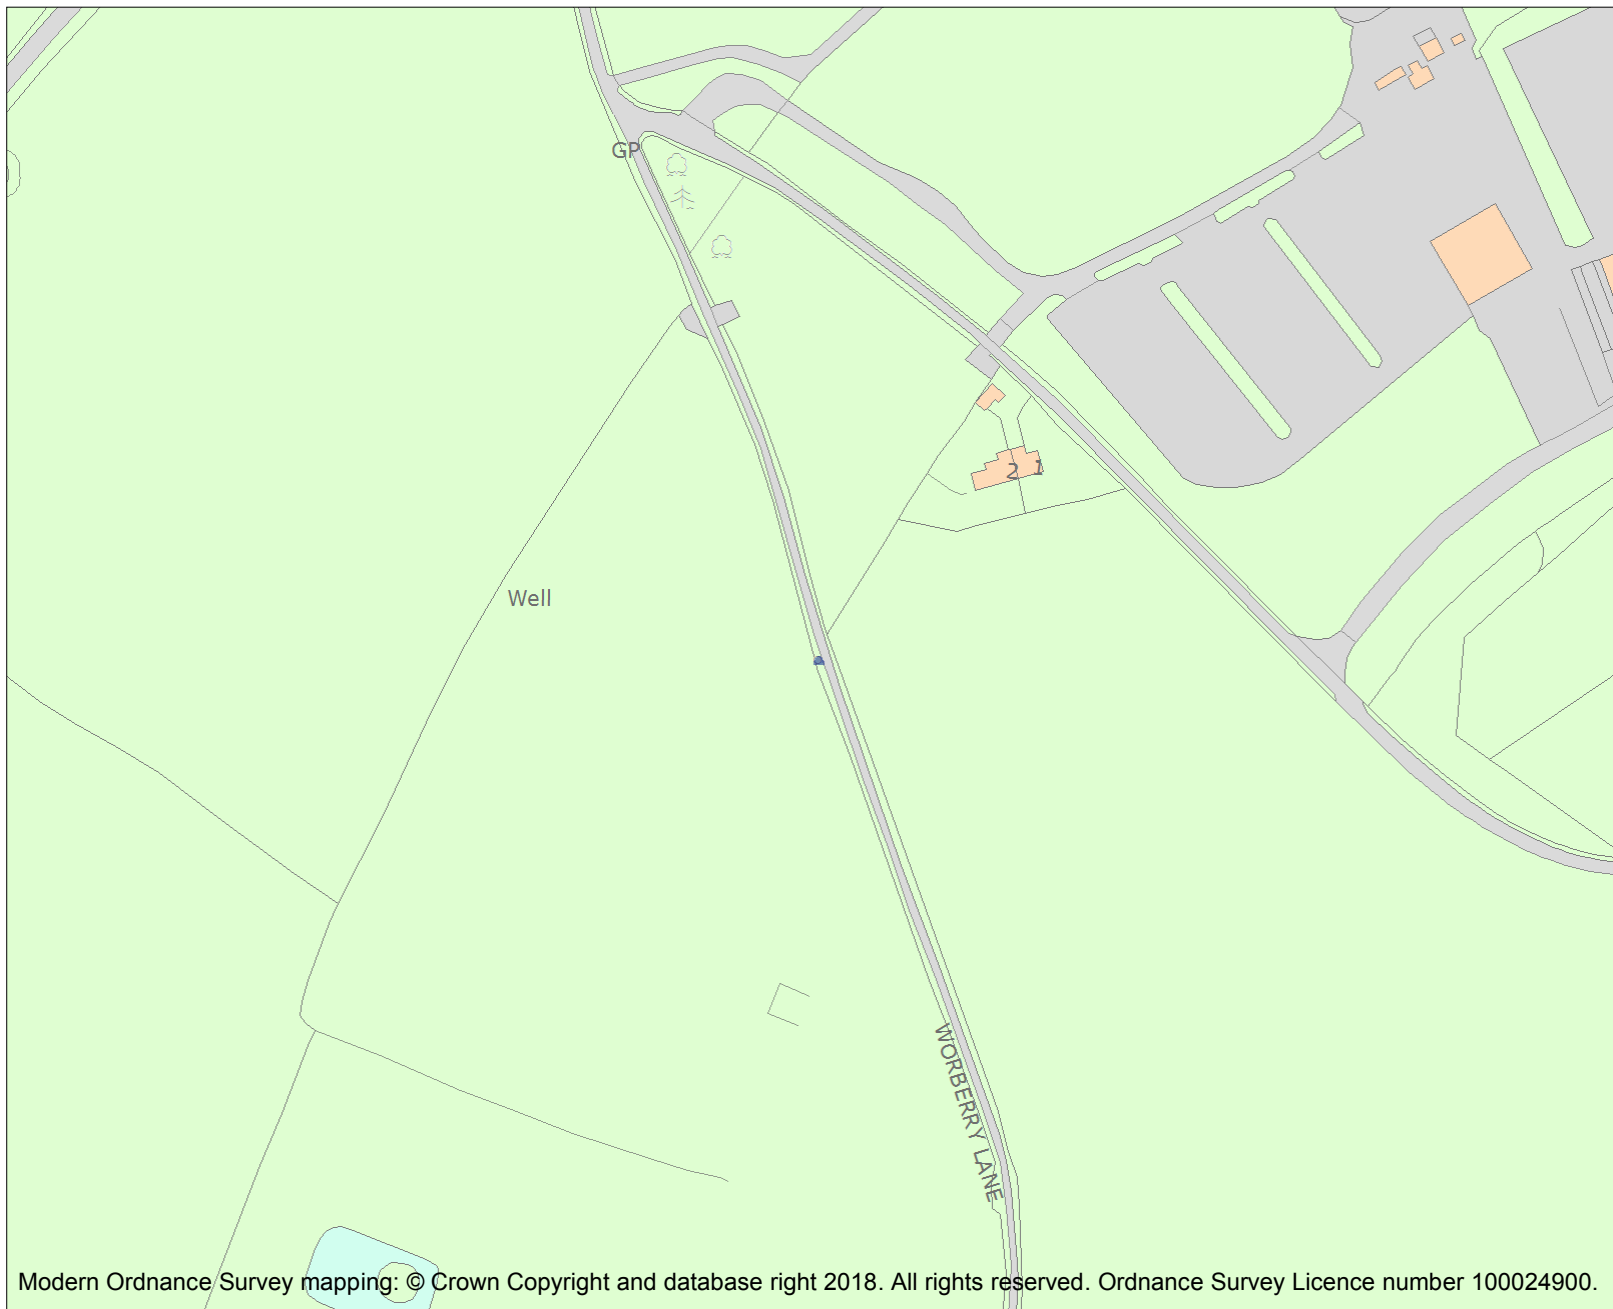 GP
2 1
Well
WORBERRY LANE
Modern Ordnance Survey mapping: © Crown Copyright and database right 2018. All rights reserved. Ordnance Survey Licence number 100024900.